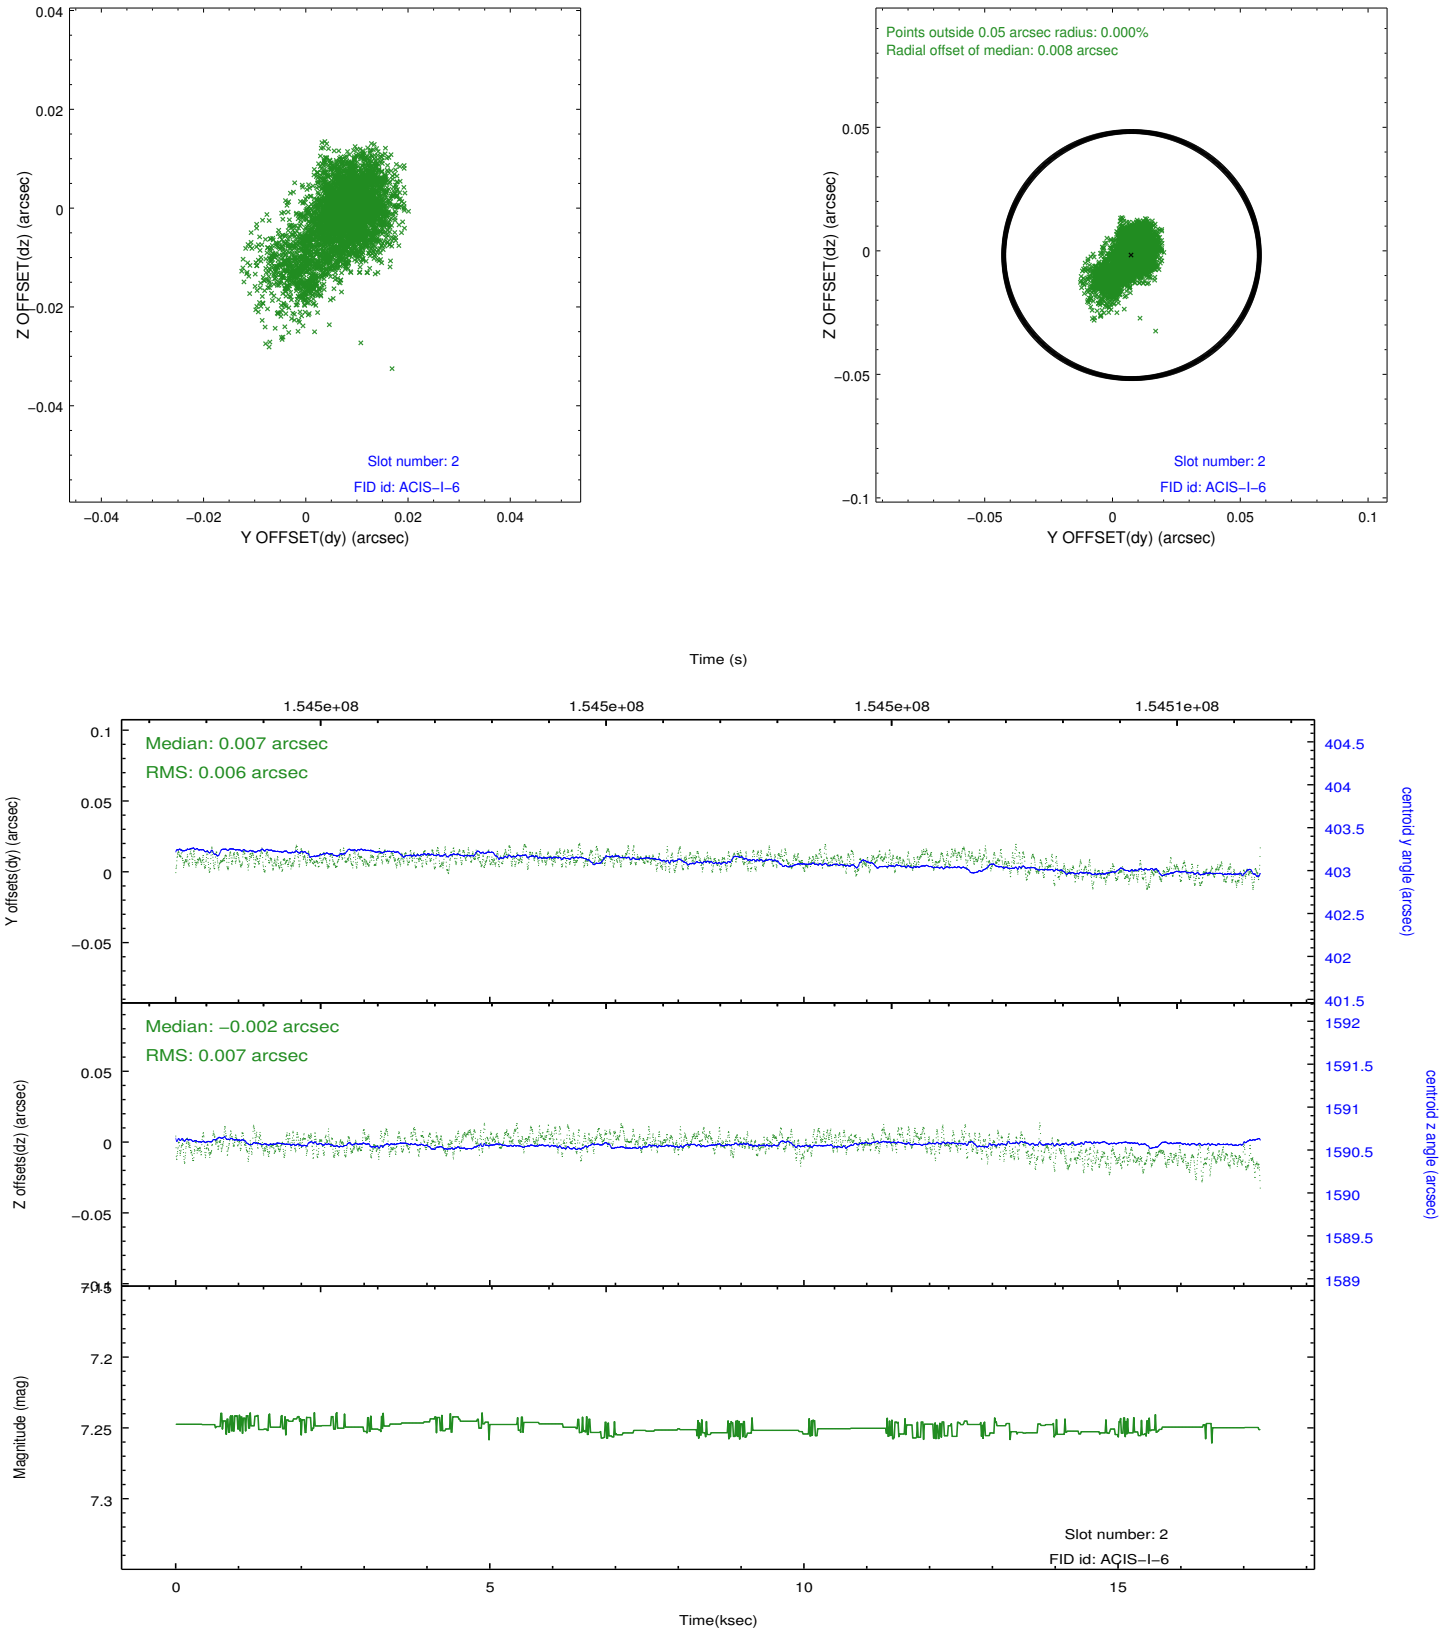 0.04
0.02
0
−0.02
−0.04
Z OFFSET(dz) (arcsec)
Slot number: 2
FID id: ACIS−I−6
−0.04
−0.02
0
0.02
0.04
Y OFFSET(dy) (arcsec)
Points outside 0.05 arcsec radius: 0.000%
Radial offset of median: 0.008 arcsec
0.05
0
−0.05
−0.1
Z OFFSET(dz) (arcsec)
Slot number: 2
FID id: ACIS−I−6
−0.05
0
0.05
0.1
Y OFFSET(dy) (arcsec)
Time (s)
1.545e+08
1.545e+08
1.545e+08
1.5451e+08
Median: 0.007 arcsec
RMS: 0.006 arcsec
0.1
0.05
0
−0.05
Y offsets(dy) (arcsec)
404.5
404
403.5
403
402.5
402
401.5
centroid y angle (arcsec)
Median: −0.002 arcsec
RMS: 0.007 arcsec
0.05
0
−0.05
−0.1
Z offsets(dz) (arcsec)
1592
1591.5
1591
1590.5
1590
1589.5
1589
centroid z angle (arcsec)
7.15
7.2
7.25
7.3
Magnitude (mag)
Slot number: 2
FID id: ACIS−I−6
0
5
10
15
Time(ksec)